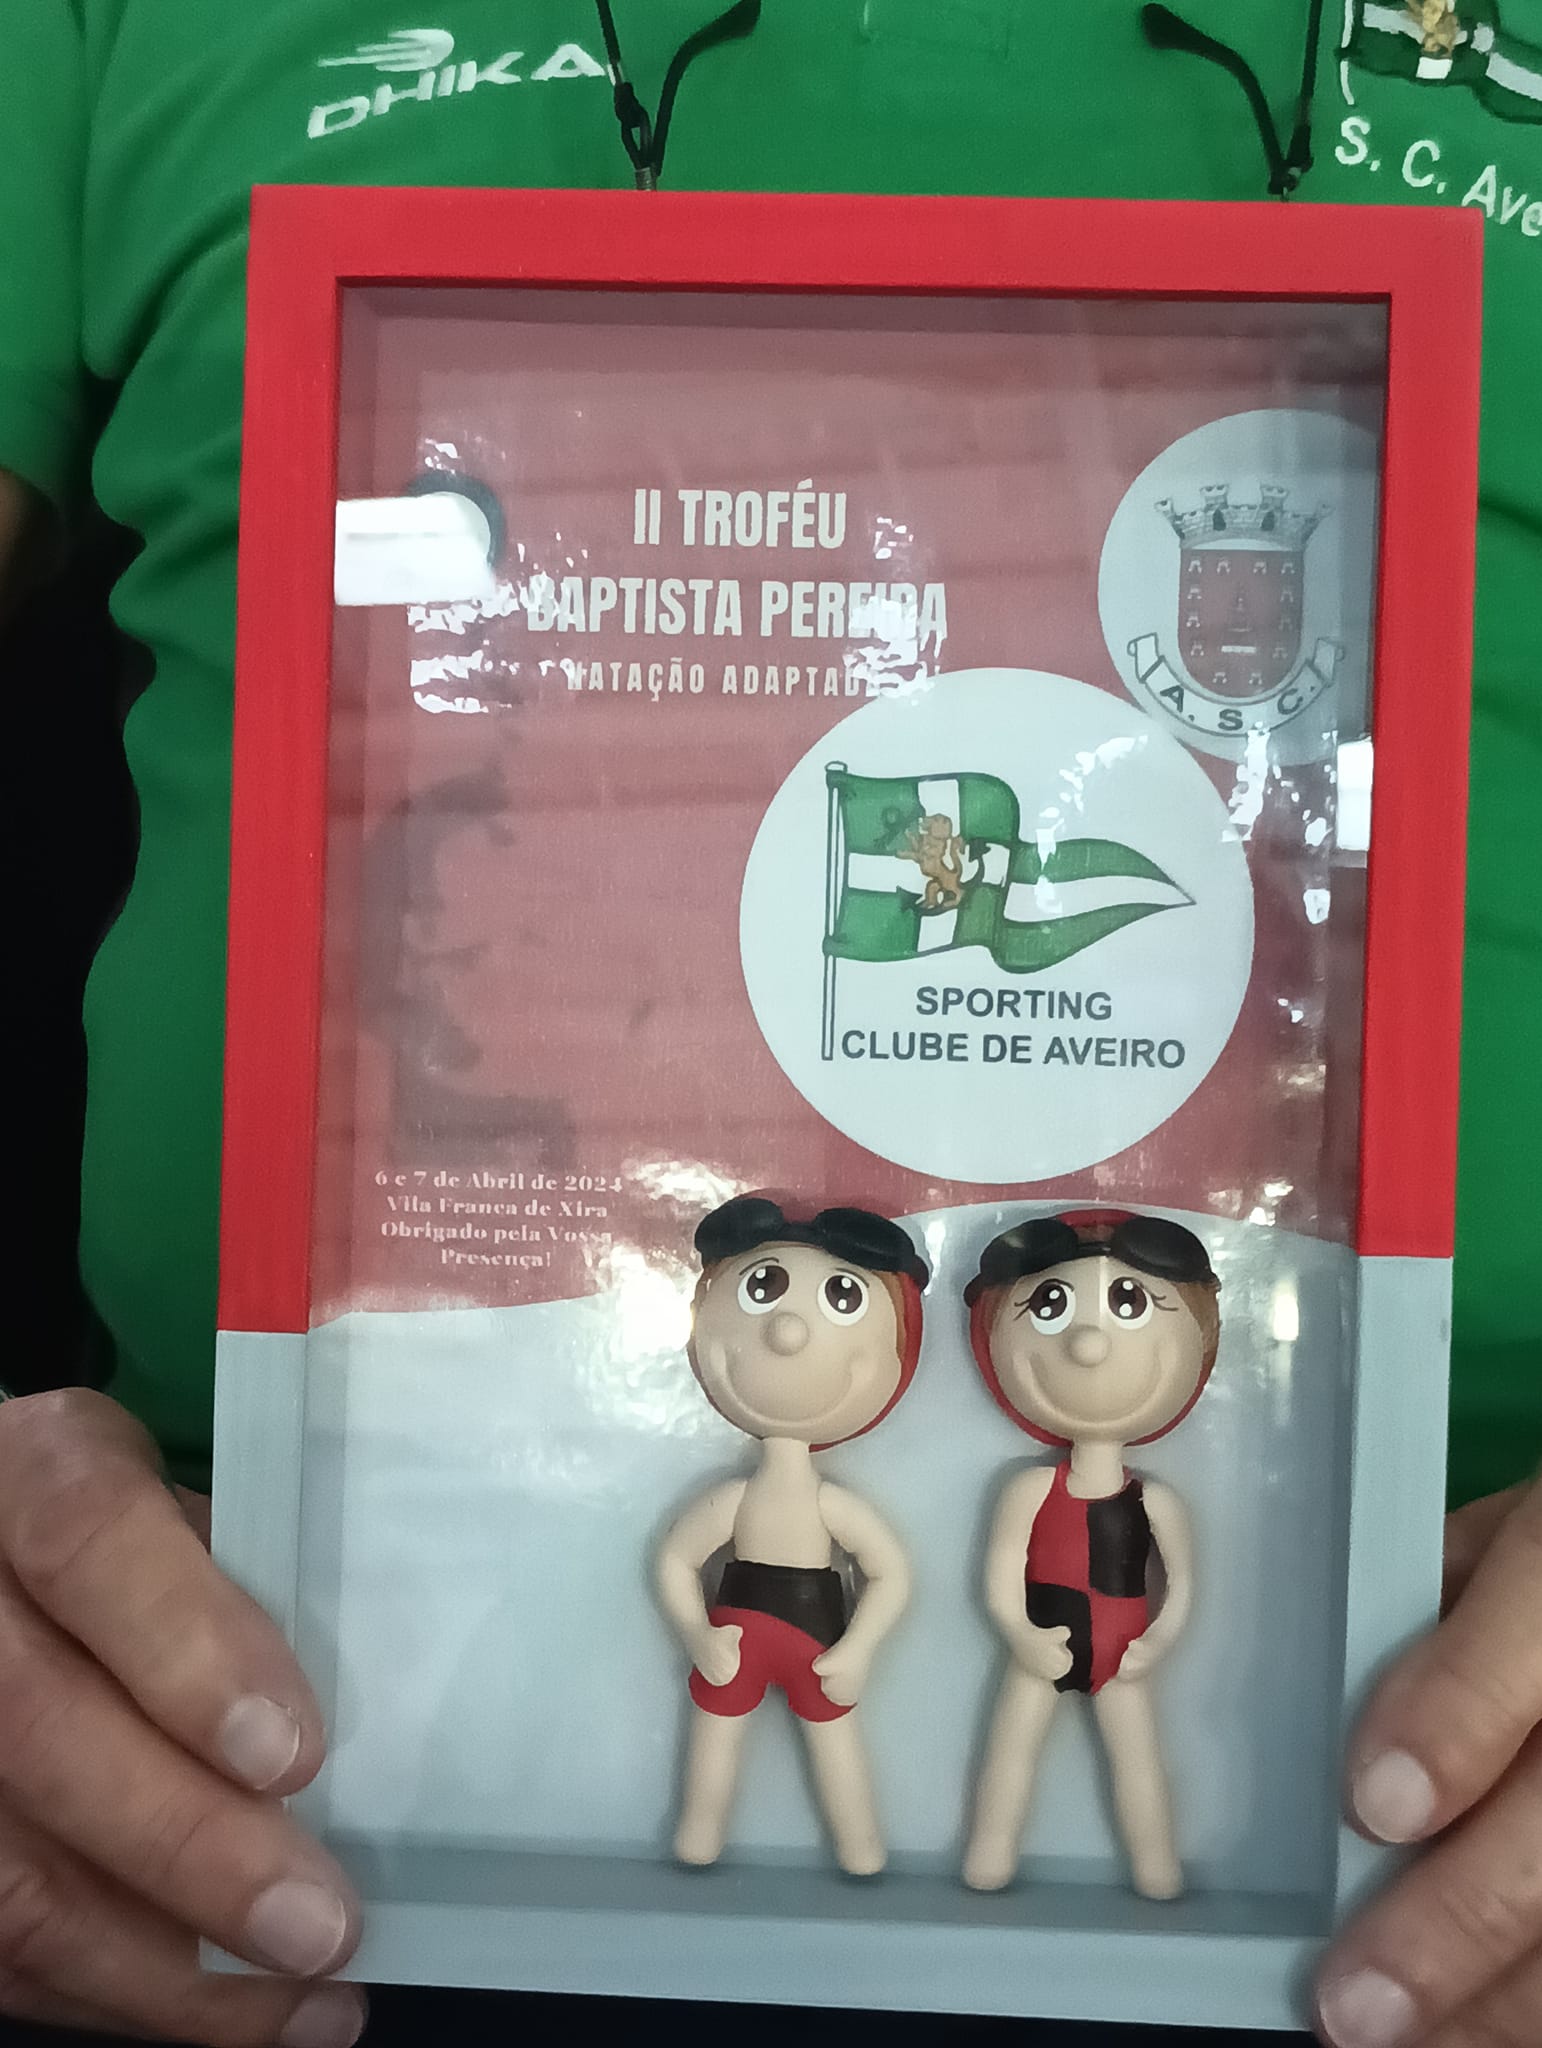 DHIKA
S. C. Ave
II TROFÉU
BAPTISTA PEREIRA
NATAÇÃO ADAPTADA
A. S. C.
SPORTING
CLUBE DE AVEIRO
6 e 7 de Abril de 2024
Vila Franca de Xira
Obrigado pela Vossa
Presença!